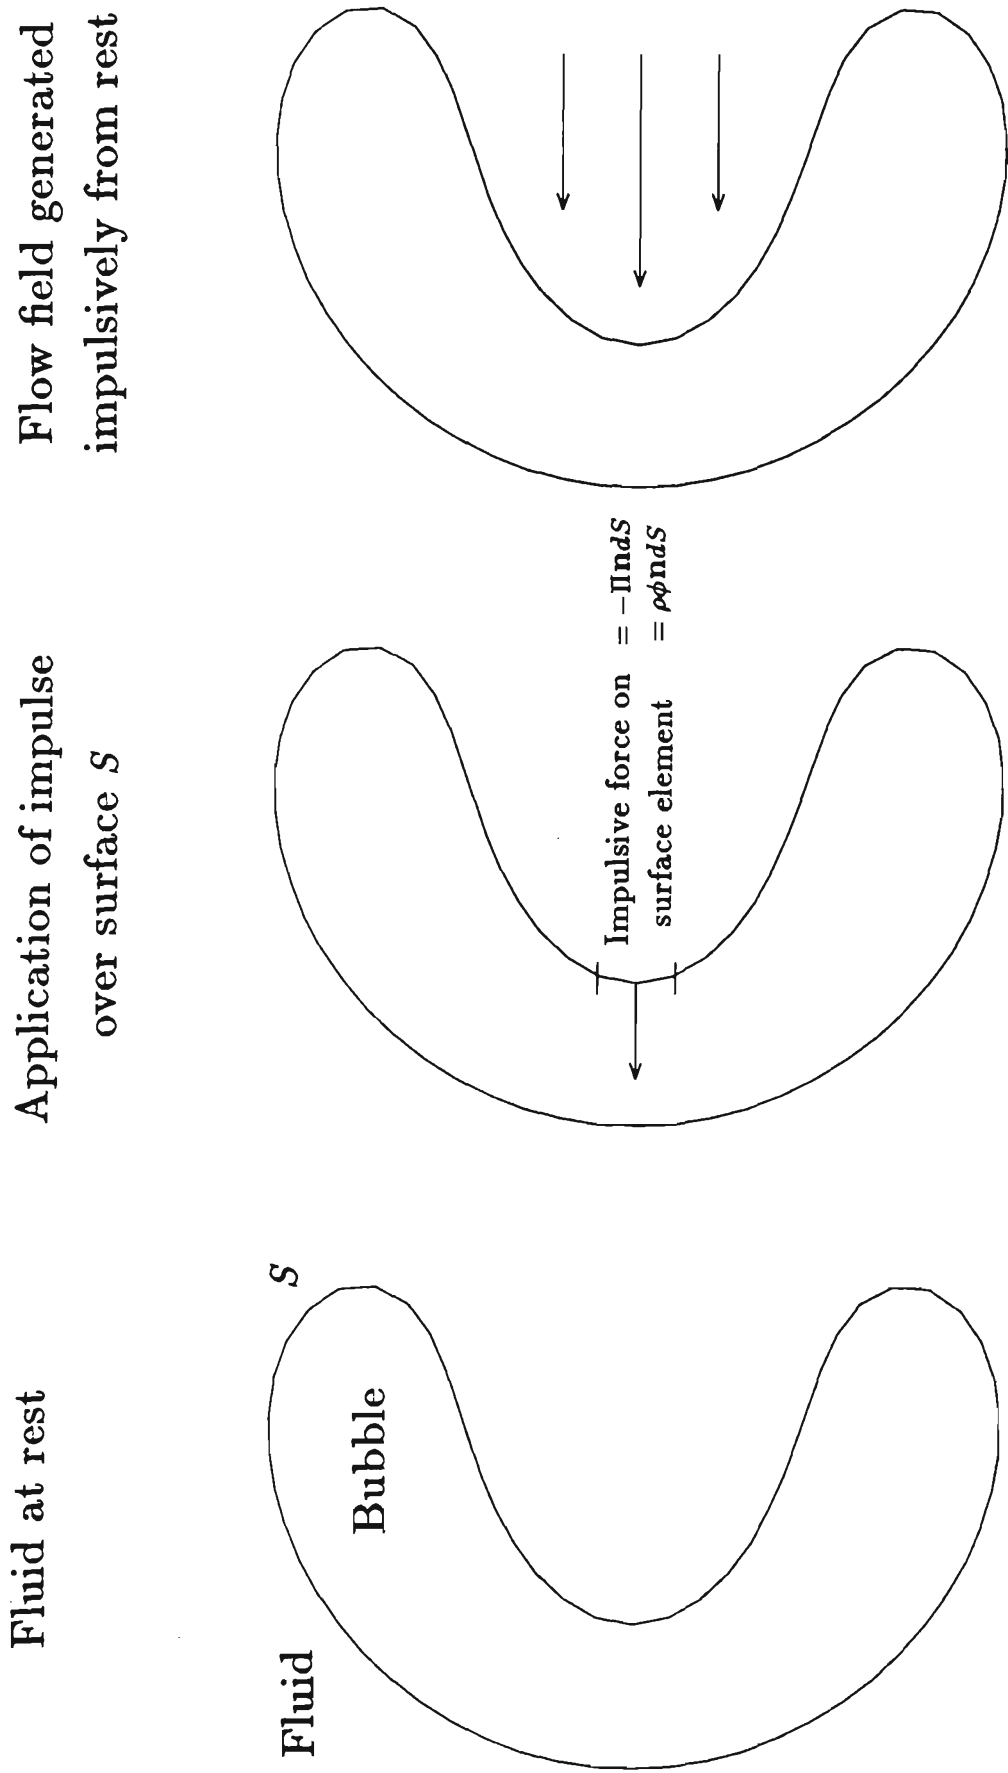 Fluid at rest
Fluid
Bubble
S
Application of impulse
over surface S
Impulsive force on = −ΠndS
surface element = ρϕndS
Flow field generated
impulsively from rest